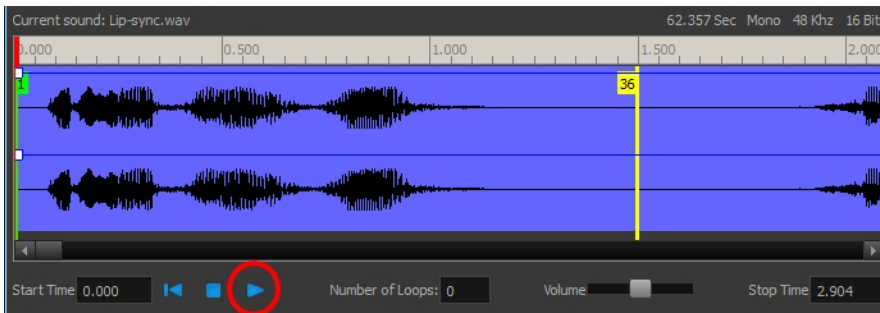 Current sound: Lip-sync.wav 62.357 Sec Mono 48 Khz 16 Bit
0.000 0.500 1.000 1.500 2.000
1 36
Start Time 0.000 Number of Loops: 0 Volume Stop Time 2.904